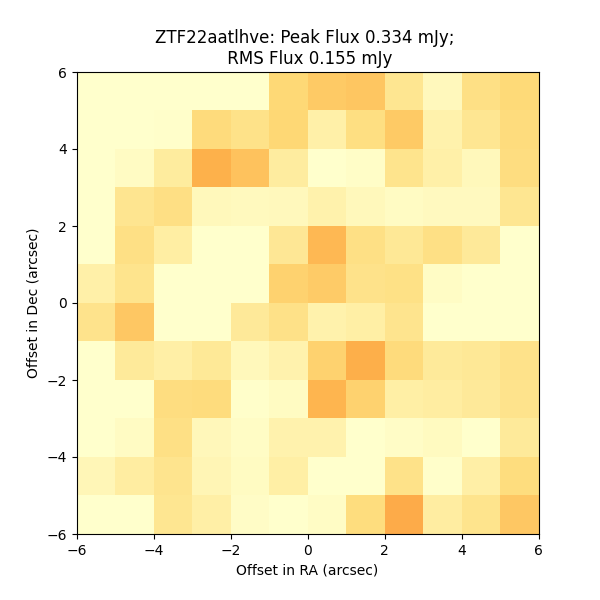 ZTF22aatlhve: Peak Flux 0.334 mJy;
RMS Flux 0.155 mJy
6
4
2
0
−2
−4
−6
Offset in Dec (arcsec)
−6 −4 −2 0 2 4 6
Offset in RA (arcsec)